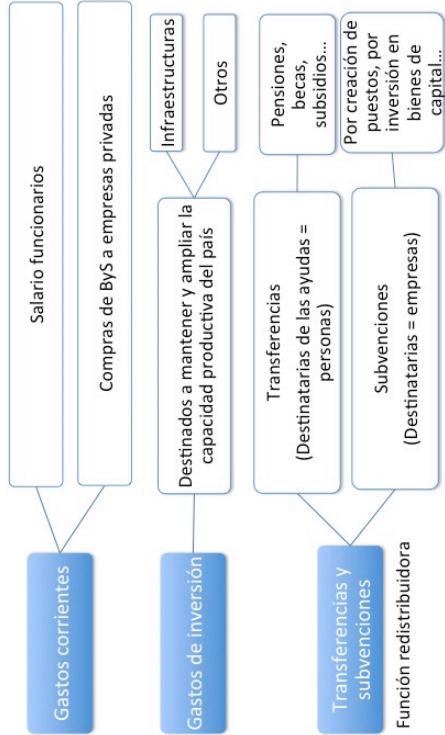 Gastos corrientes
Salario funcionarios
Compras de ByS a empresas privadas
Gastos de inversión
Destinados a mantener y ampliar la
capacidad productiva del país
Infraestructuras
Otros
Transferencias y
subvenciones
Transferencias
(Destinatarias de las ayudas =
personas)
Pensiones,
becas,
subsidios...
Subvenciones
(Destinatarias = empresas)
Por creación de
puestos, por
inversión en
bienes de
capital...
Función redistribuidora